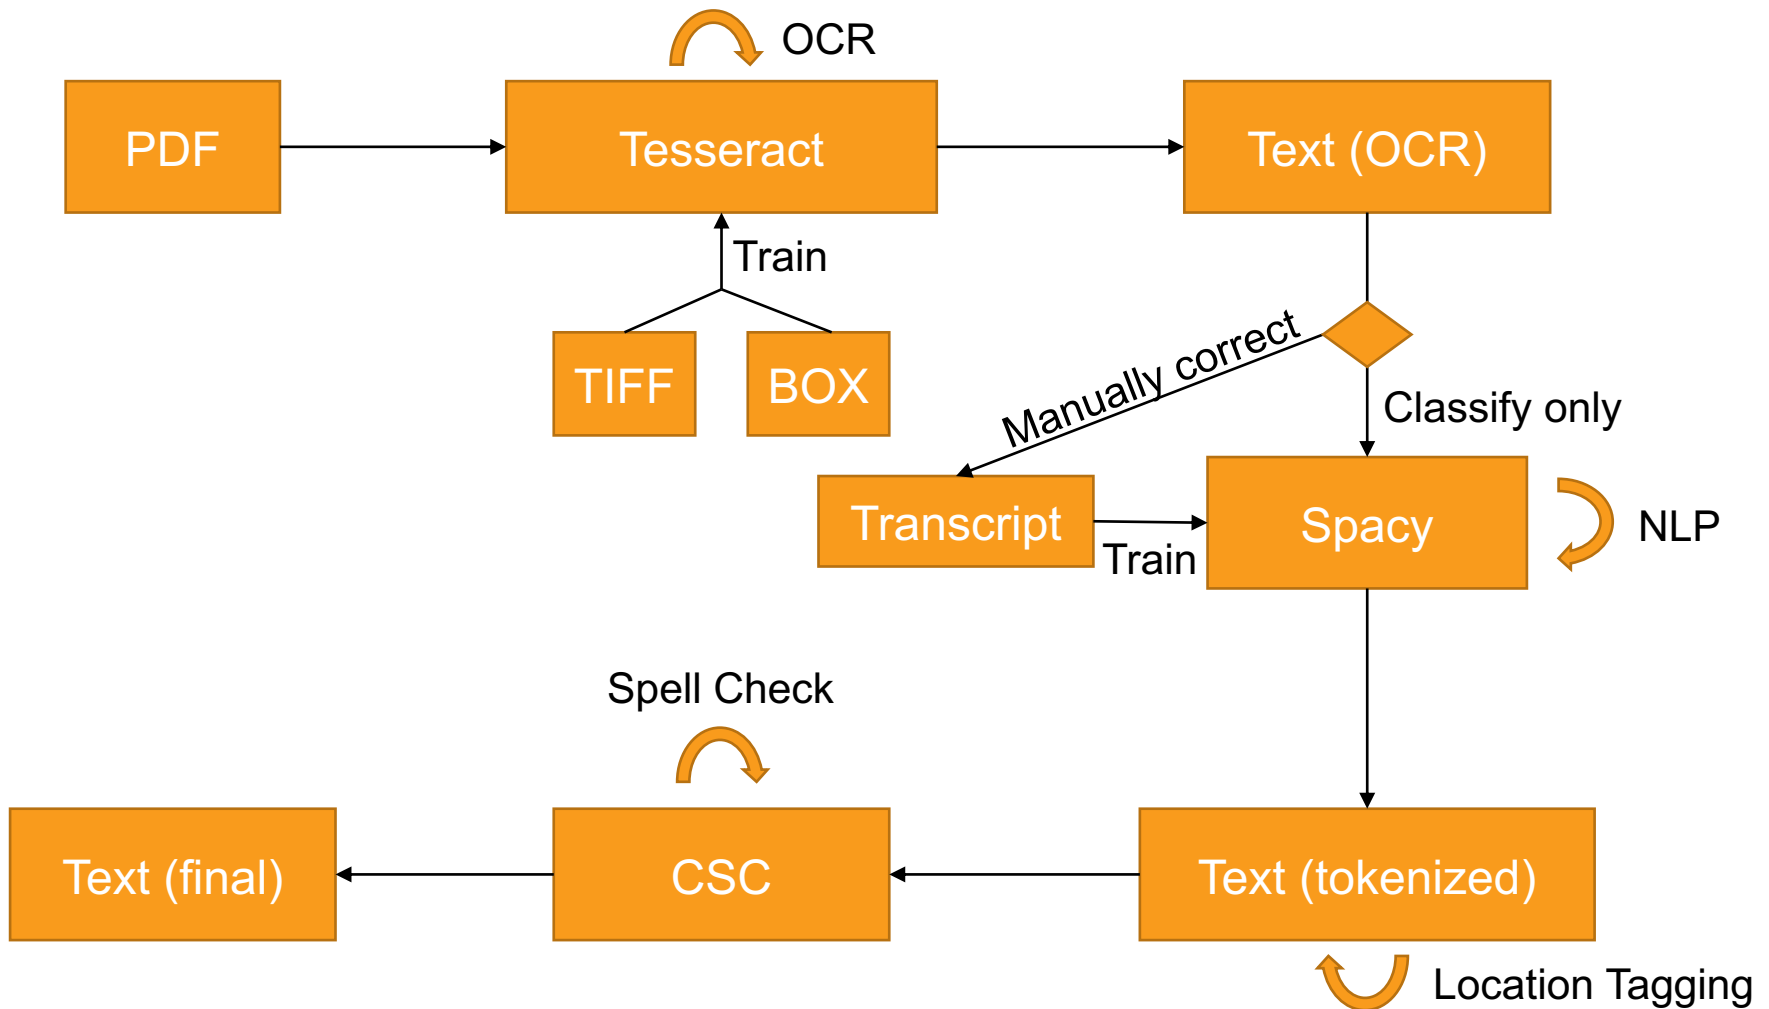 OCR
PDF
Tesseract
Text (OCR)
Train
TIFF
BOX
Manually correct
Classify only
Transcript
Train
Spacy
NLP
Spell Check
Text (final)
CSC
Text (tokenized)
Location Tagging